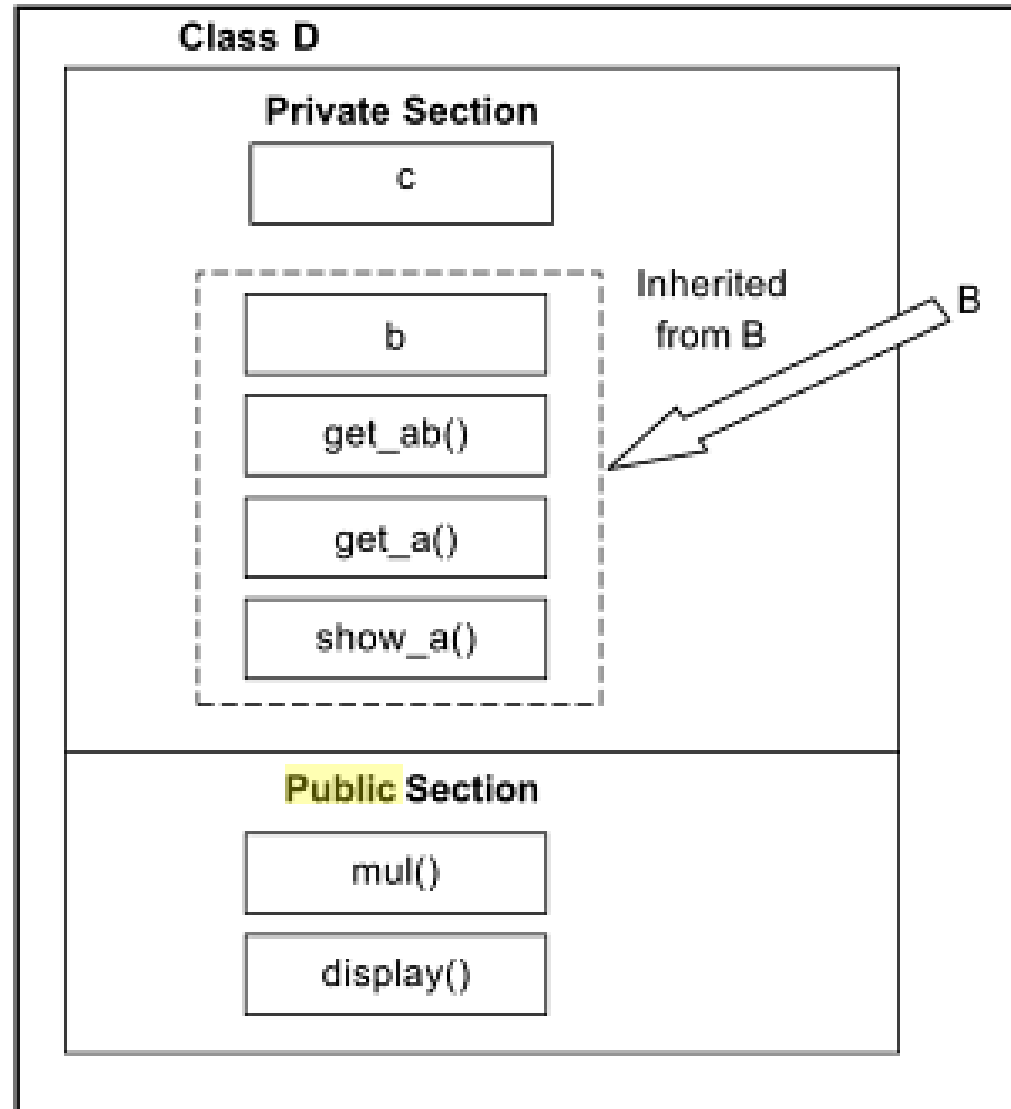 Class D
Private Section
c
Inherited
from B
B
b
get_ab()
get_a()
show_a()
Public Section
mul()
display()